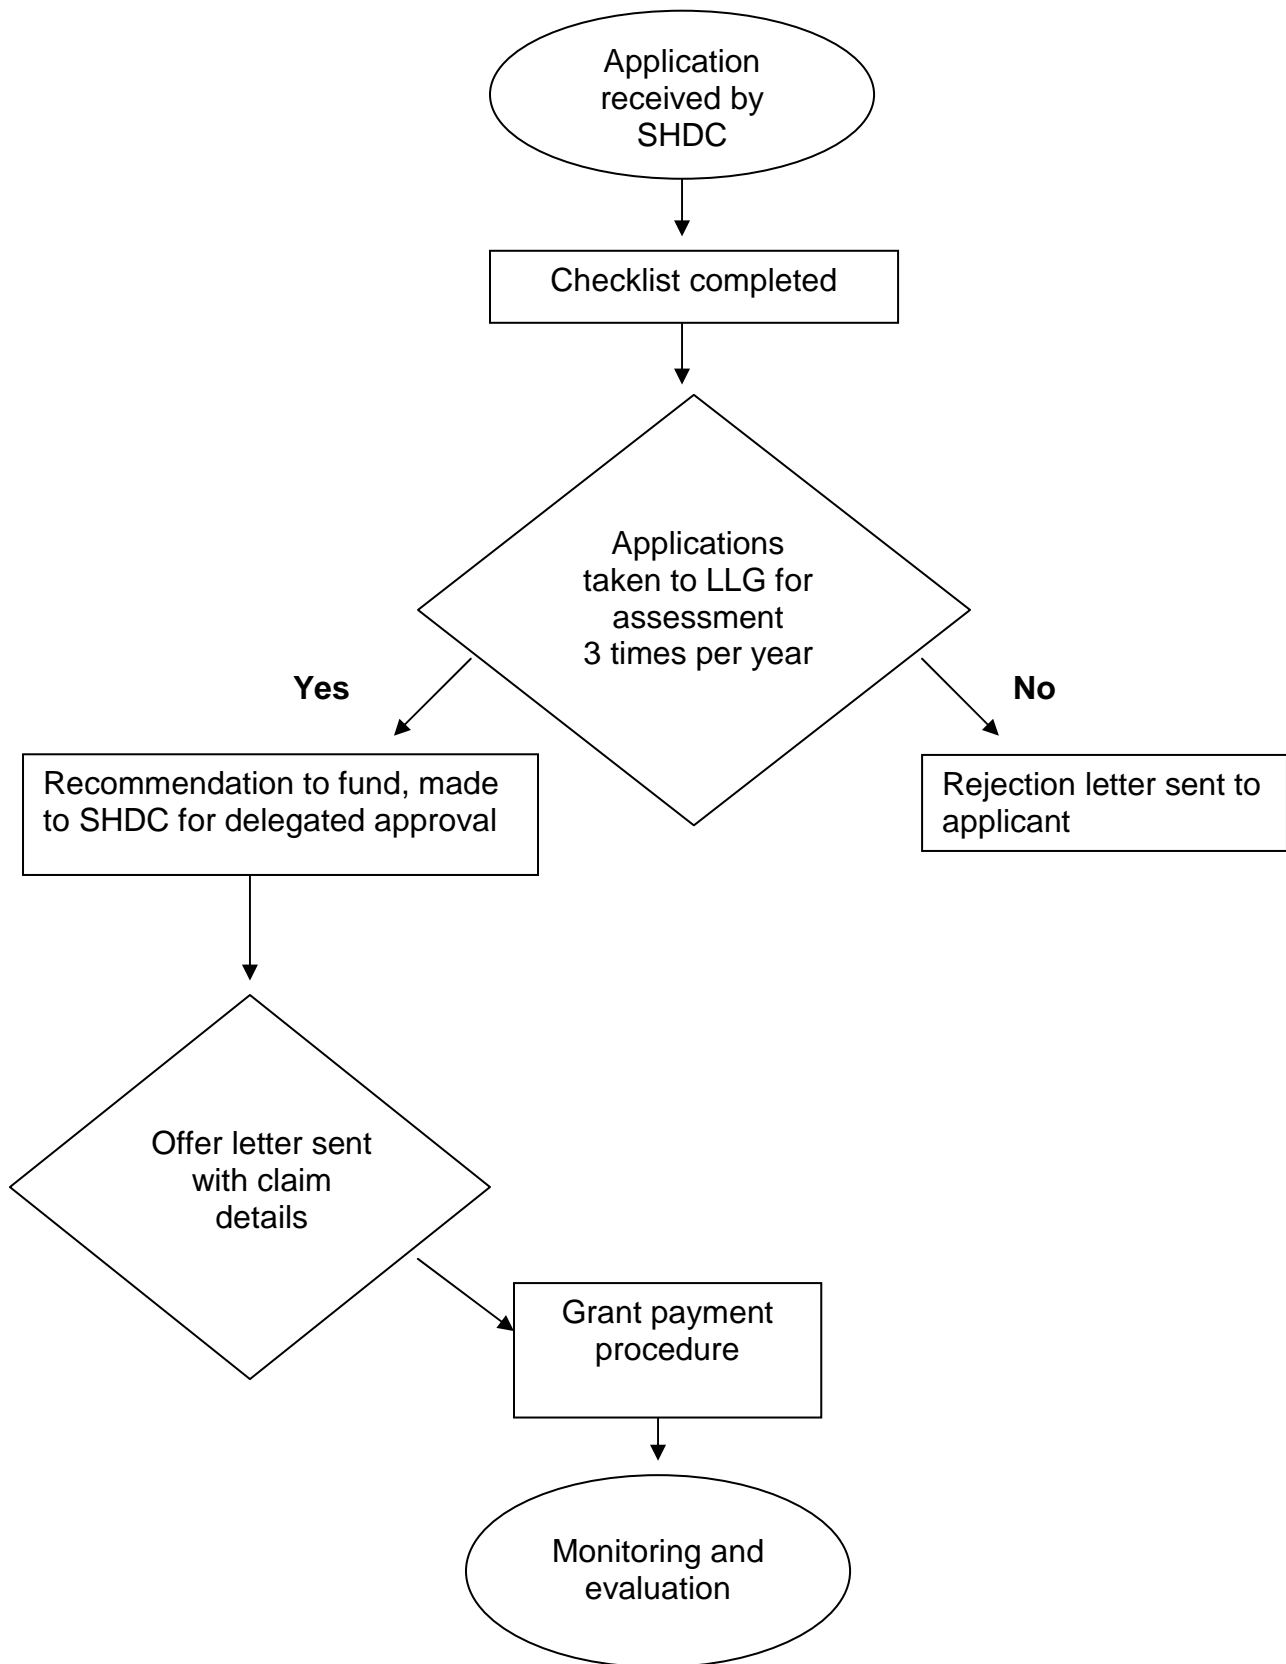 Application
received by
SHDC
Checklist completed
Applications
taken to LLG for
assessment
3 times per year
Yes
No
Recommendation to fund, made
to SHDC for delegated approval
Rejection letter sent to
applicant
Offer letter sent
with claim
details
Grant payment
procedure
Monitoring and
evaluation